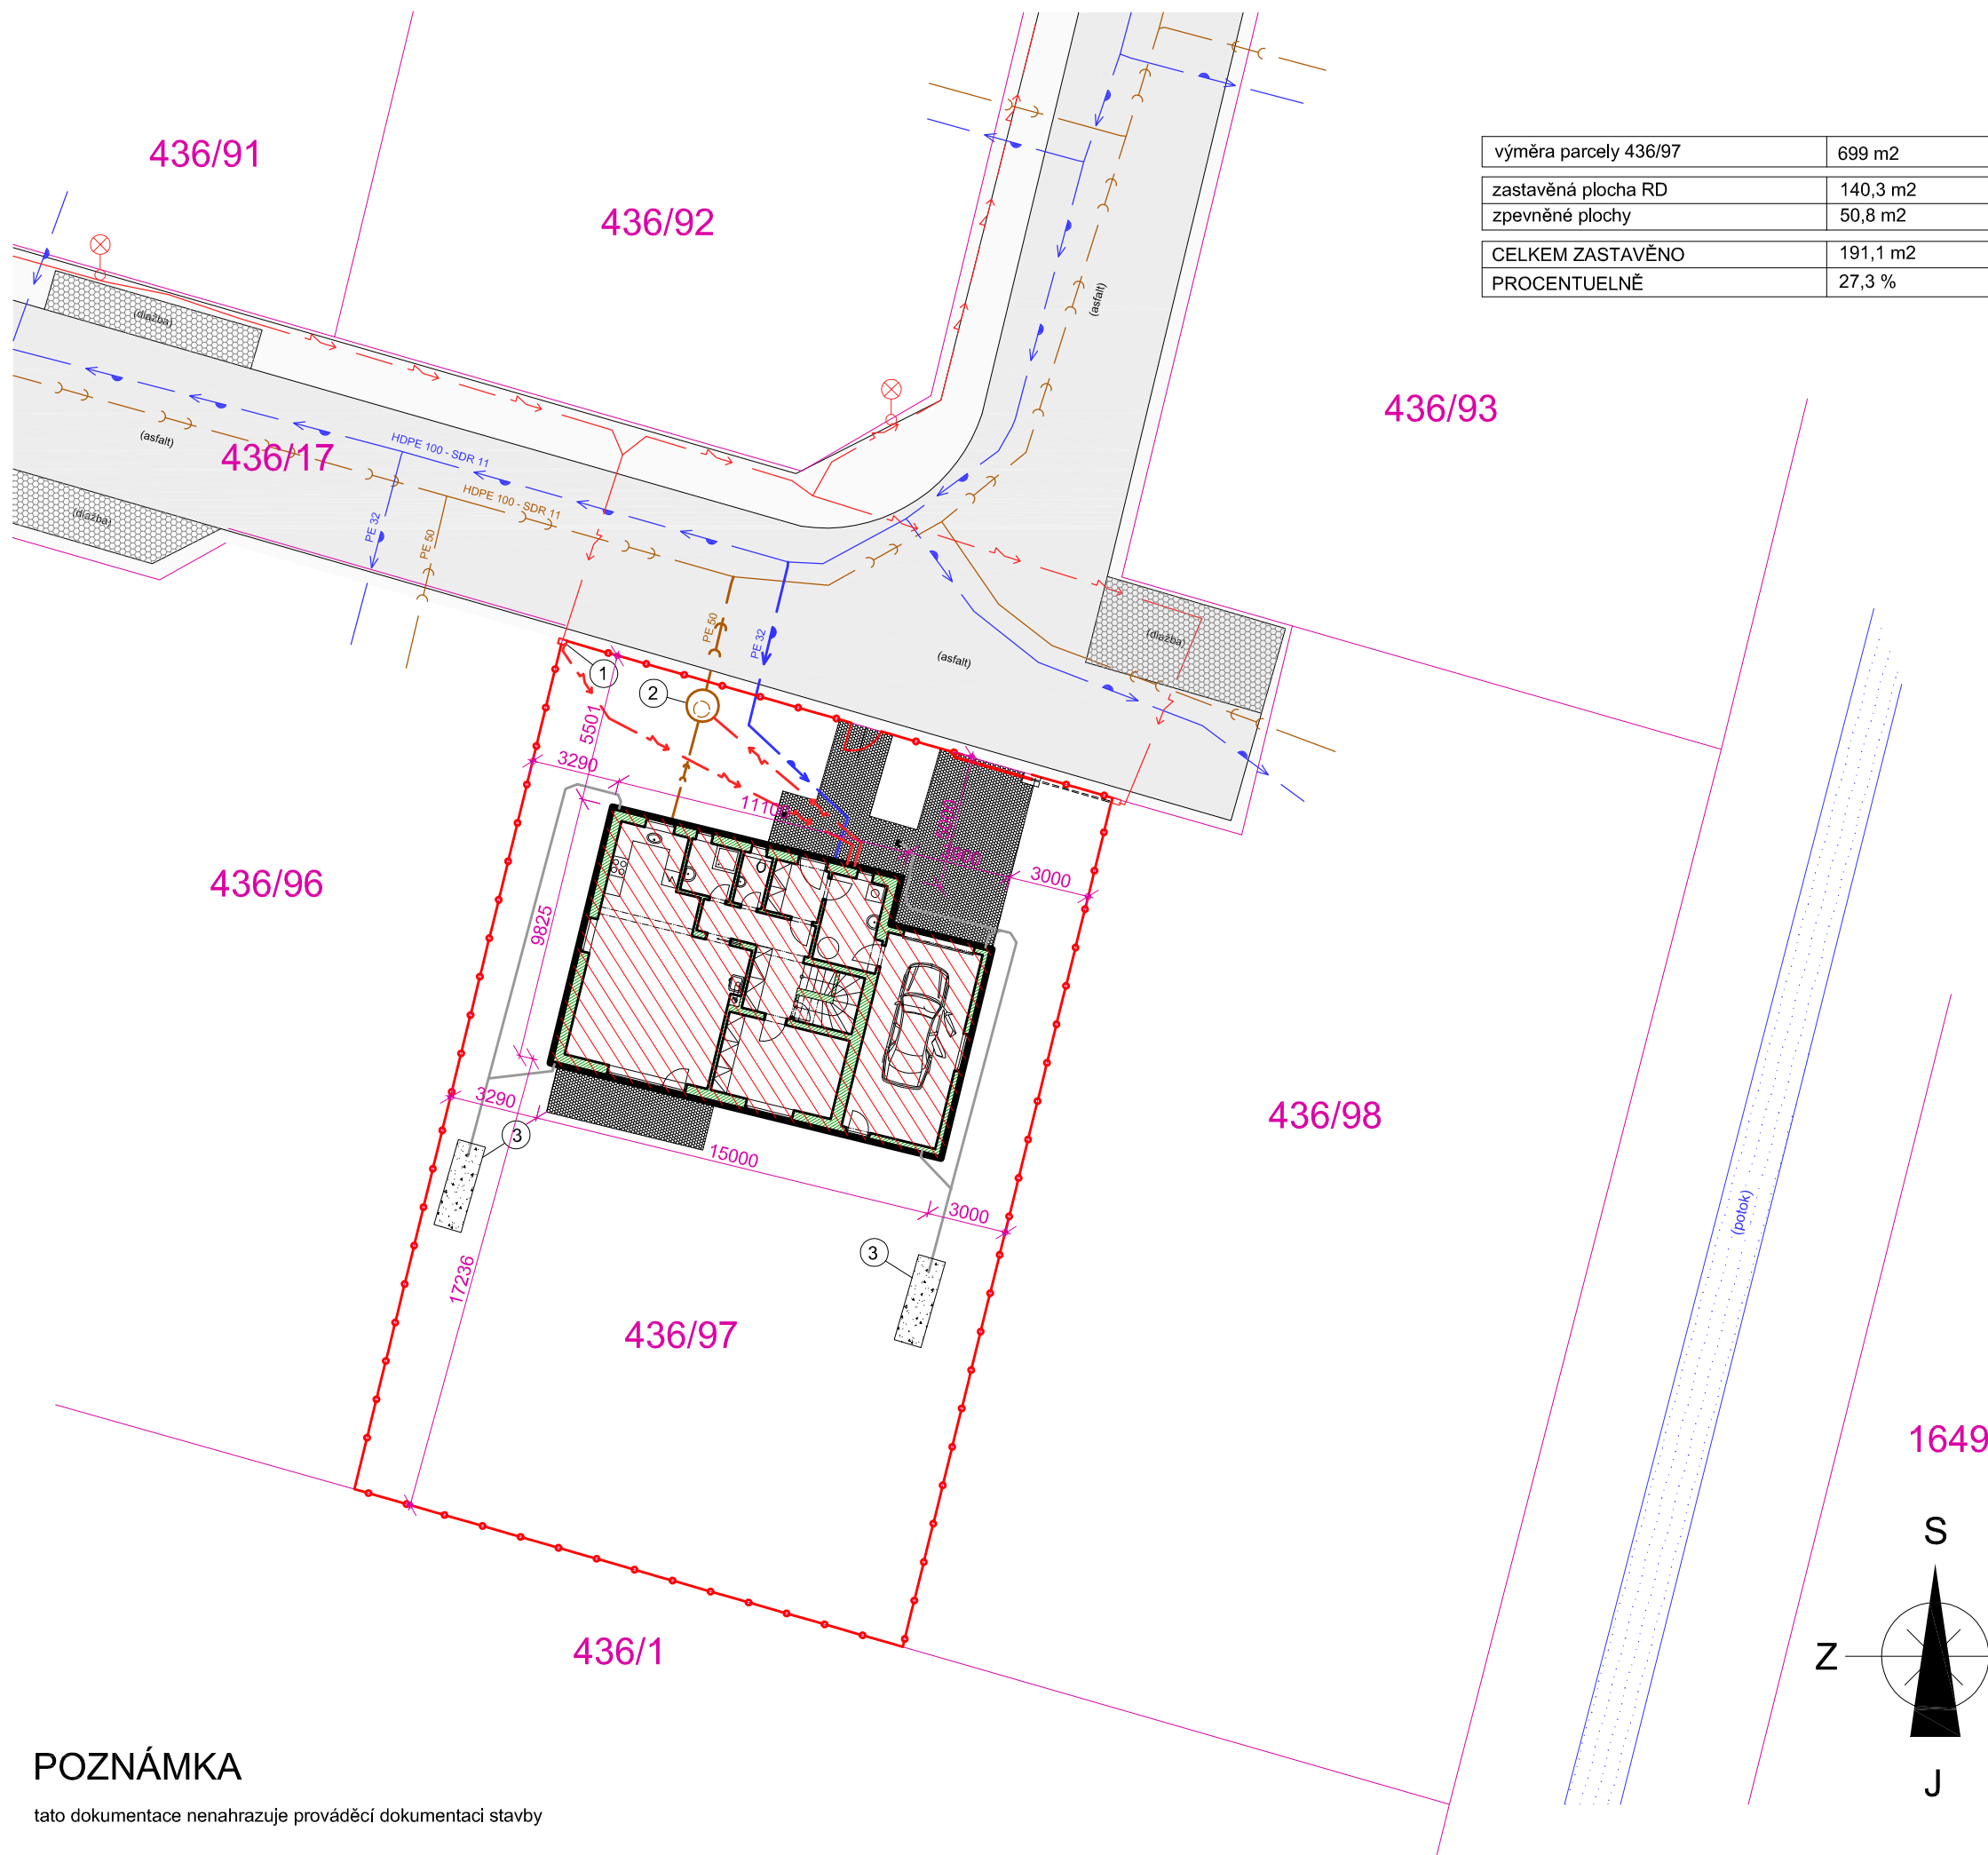 436/91
436/92
výměra parcely 436/97 699 m2
zastavěná plocha RD 140,3 m2
zpevněné plochy 50,8 m2
CELKEM ZASTAVĚNO 191,1 m2
PROCENTUELNĚ 27,3 %
(dlažba)
(asfalt)
436/93
(asfalt)
436/17
HDPE 100 - SDR 11
HDPE 100 - SDR 11
(dlažba)
PE 32
PE 50
PE 50
PE 32
(dlažba)
(asfalt)
1
2
5501
3290
11100
5000
3900
3000
436/96
9825
3290
3
15000
3000
436/98
(potok)
3
17236
436/97
1649
S
436/1
Z
J
POZNÁMKA
tato dokumentace nenahrazuje prováděcí dokumentaci stavby